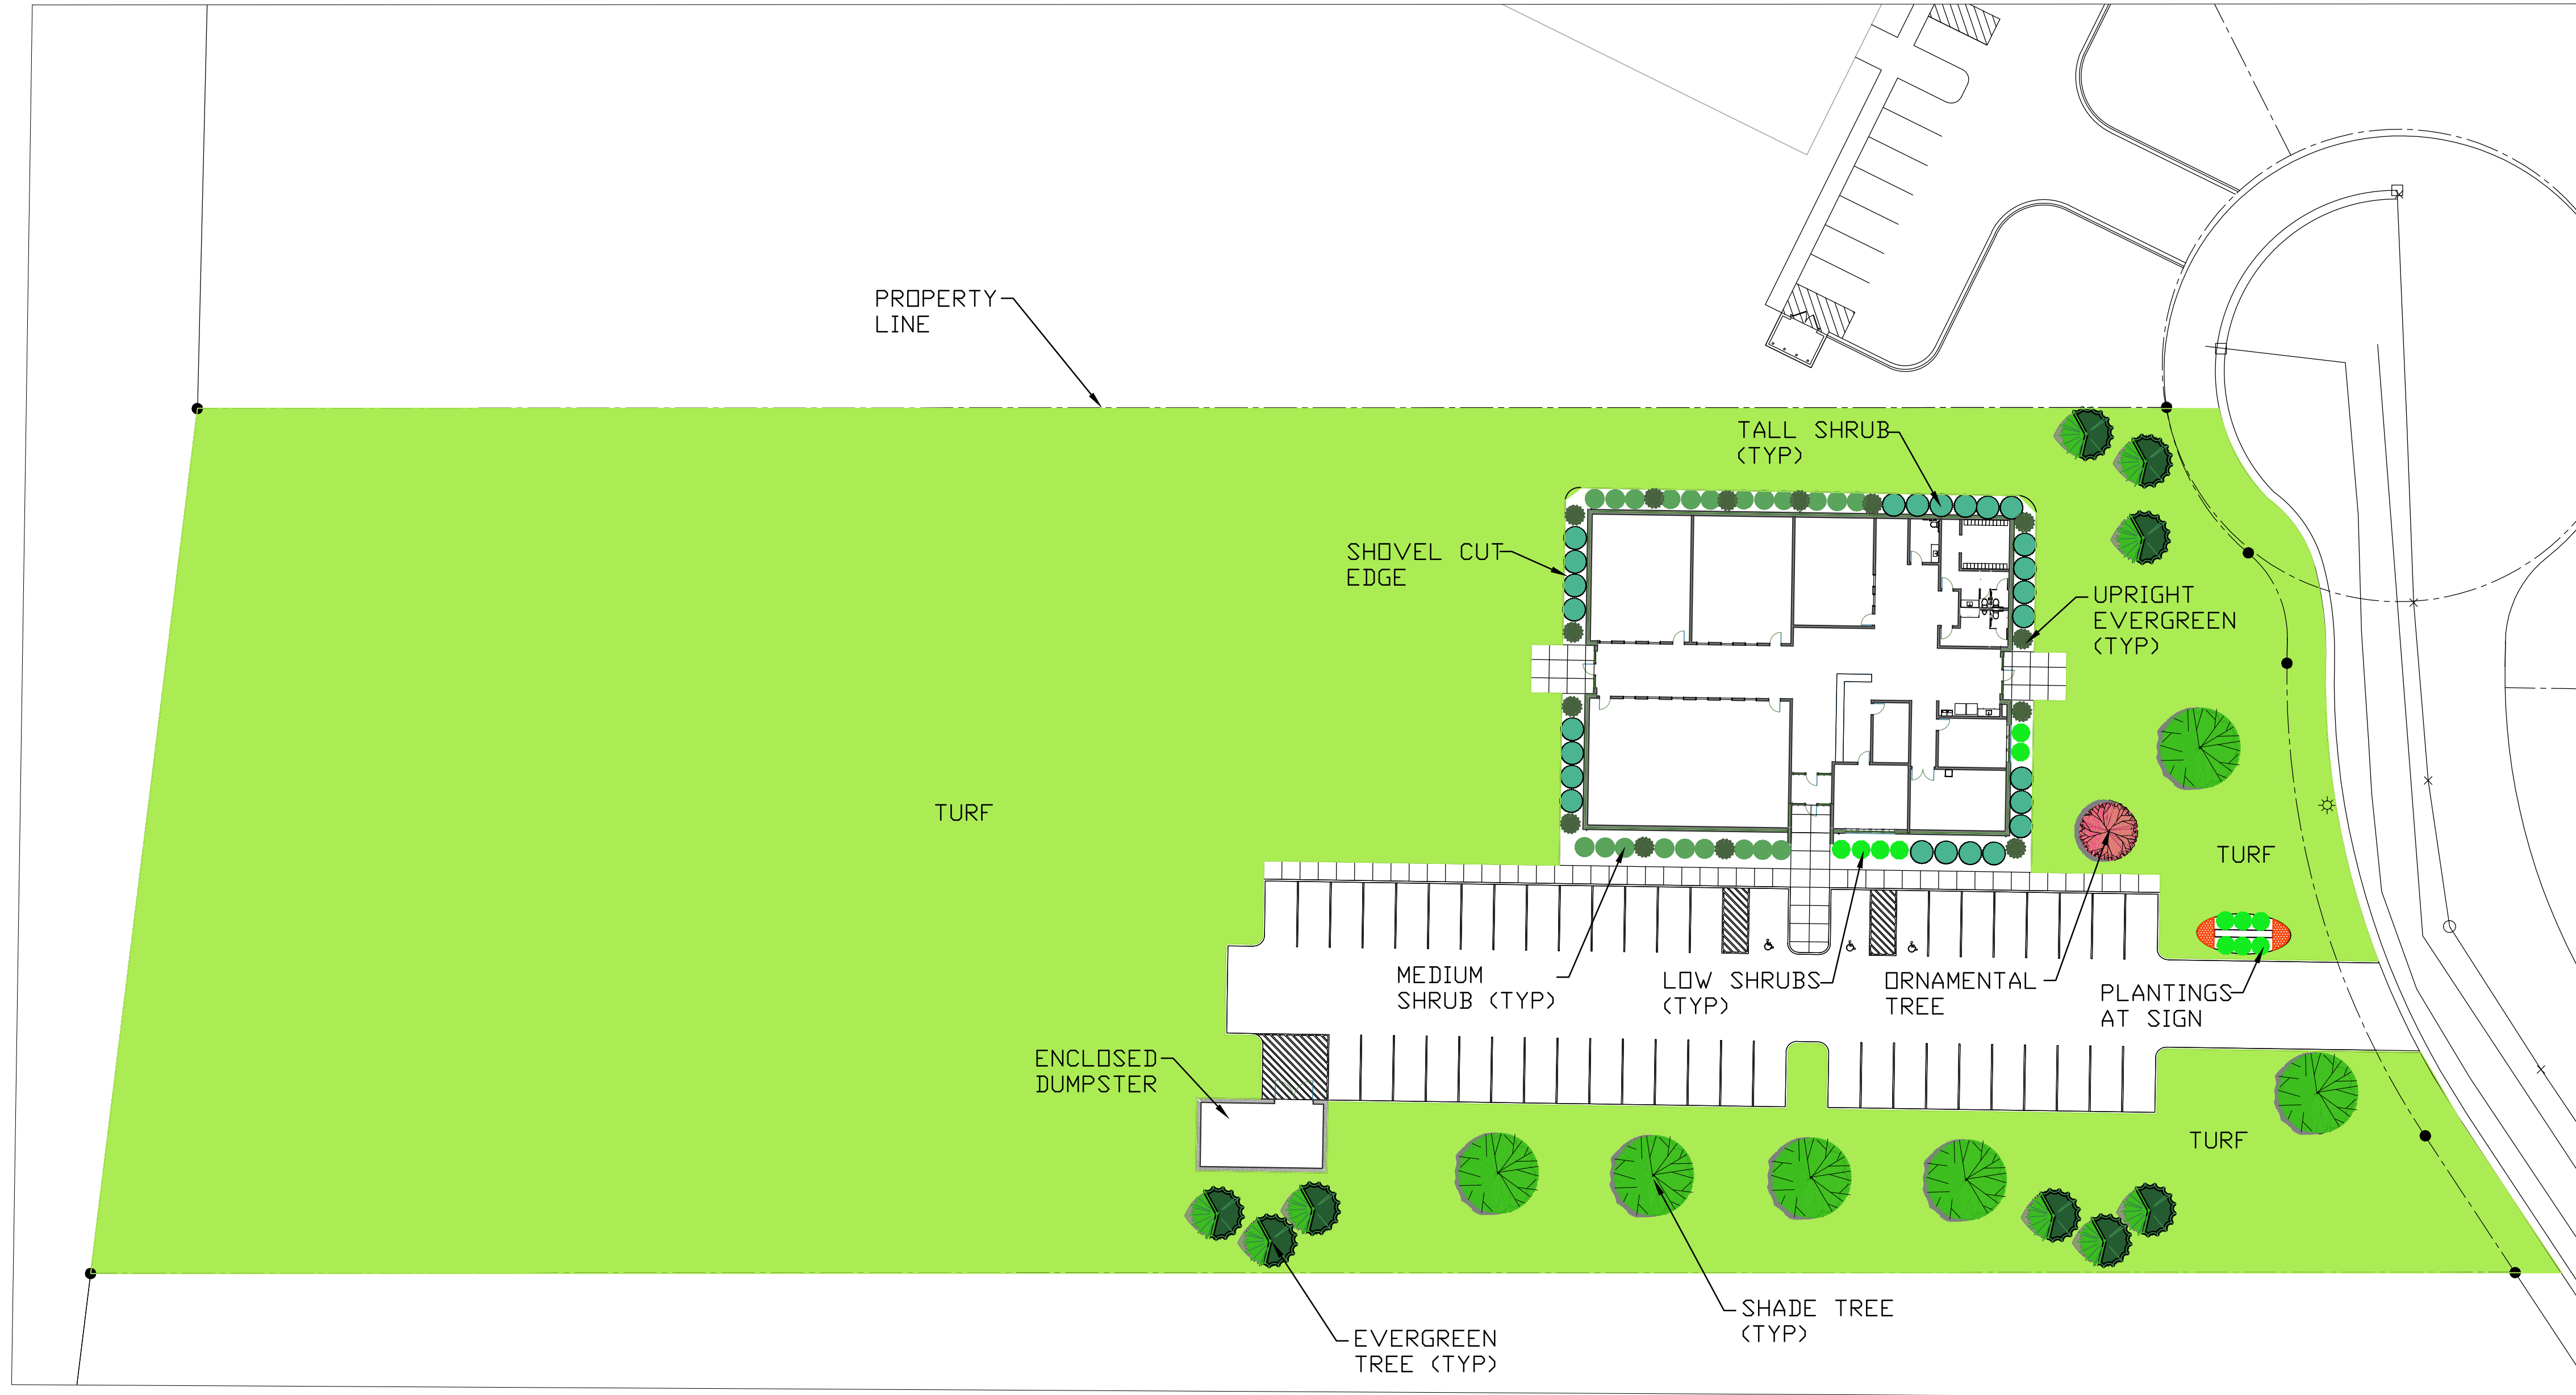 PROPERTY
LINE
TALL SHRUB
(TYP)
SHOVEL CUT
EDGE
UPRIGHT
EVERGREEN
(TYP)
TURF
TURF
MEDIUM
SHRUB (TYP)
LOW SHRUBS
(TYP)
ORNAMENTAL
TREE
PLANTINGS
AT SIGN
ENCLOSED
DUMPSTER
TURF
SHADE TREE
(TYP)
EVERGREEN
TREE (TYP)